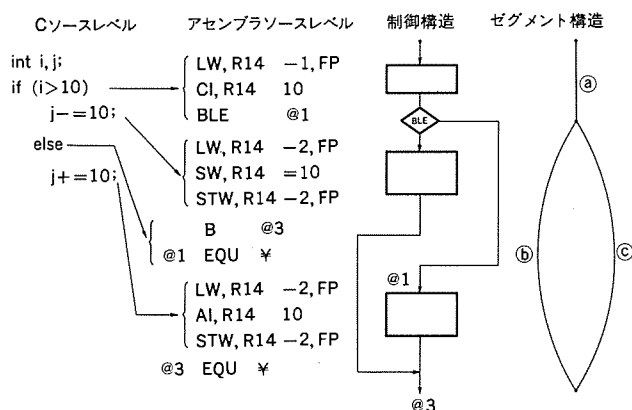 Cソースレベル
アセンブラソースレベル
制御構造
ゼグメント構造
int i,j;
if (i>10)
j−=10;
else
j+=10;
LW, R14 −1, FP
CI, R14 10
BLE @1
LW, R14 −2, FP
SW, R14 =10
STW, R14 −2, FP
B @3
@1 EQU ¥
LW, R14 −2, FP
AI, R14 10
STW, R14 −2, FP
@3 EQU ¥
BLE
@1
@3
ⓐ
ⓑ
ⓒ